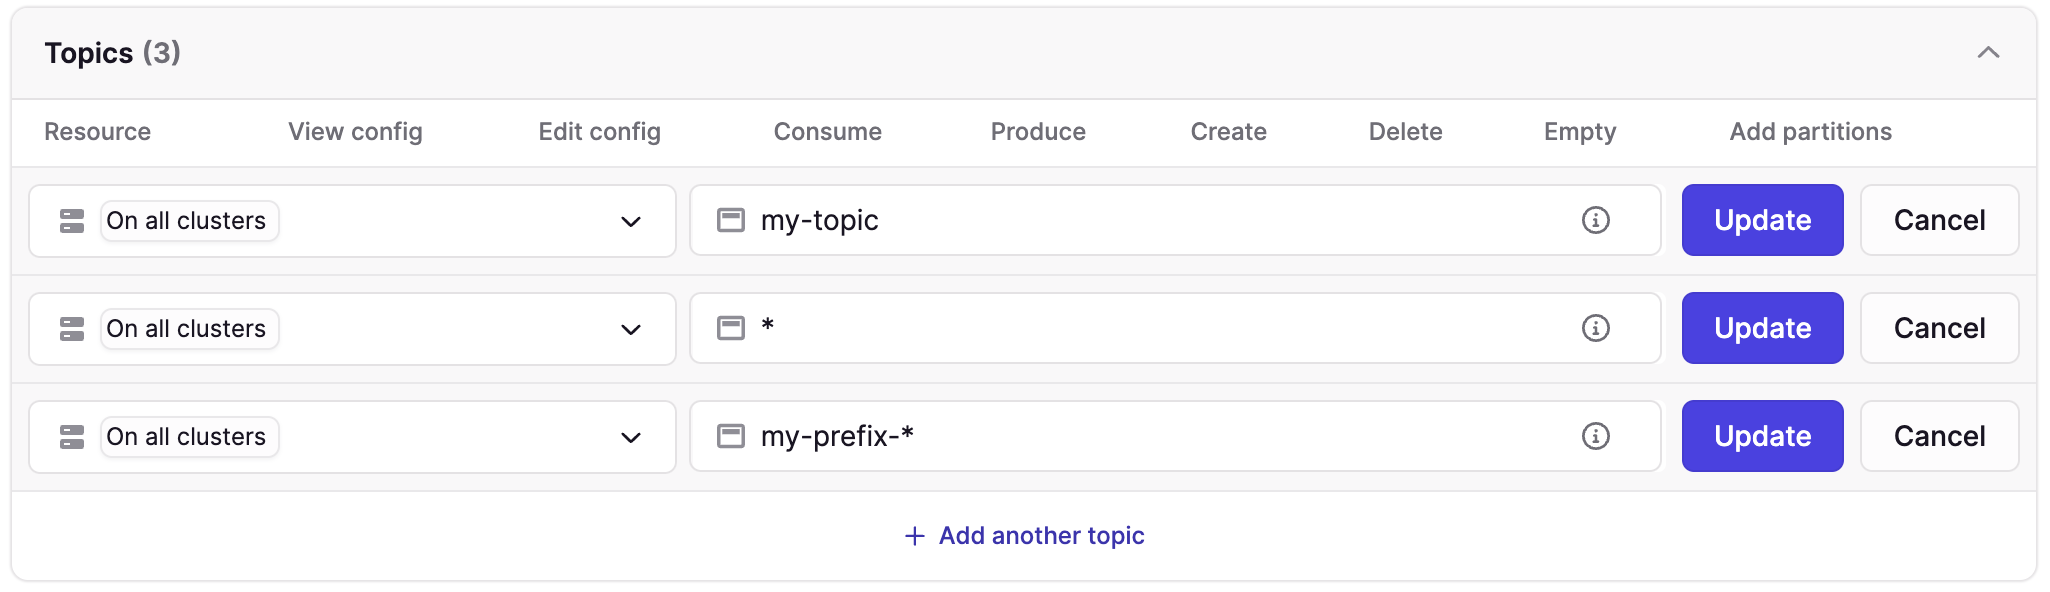 Topics (3)
Resource View config Edit config Consume Produce Create Delete Empty Add partitions
On all clusters my-topic Update Cancel
On all clusters * Update Cancel
On all clusters my-prefix-* Update Cancel
+ Add another topic